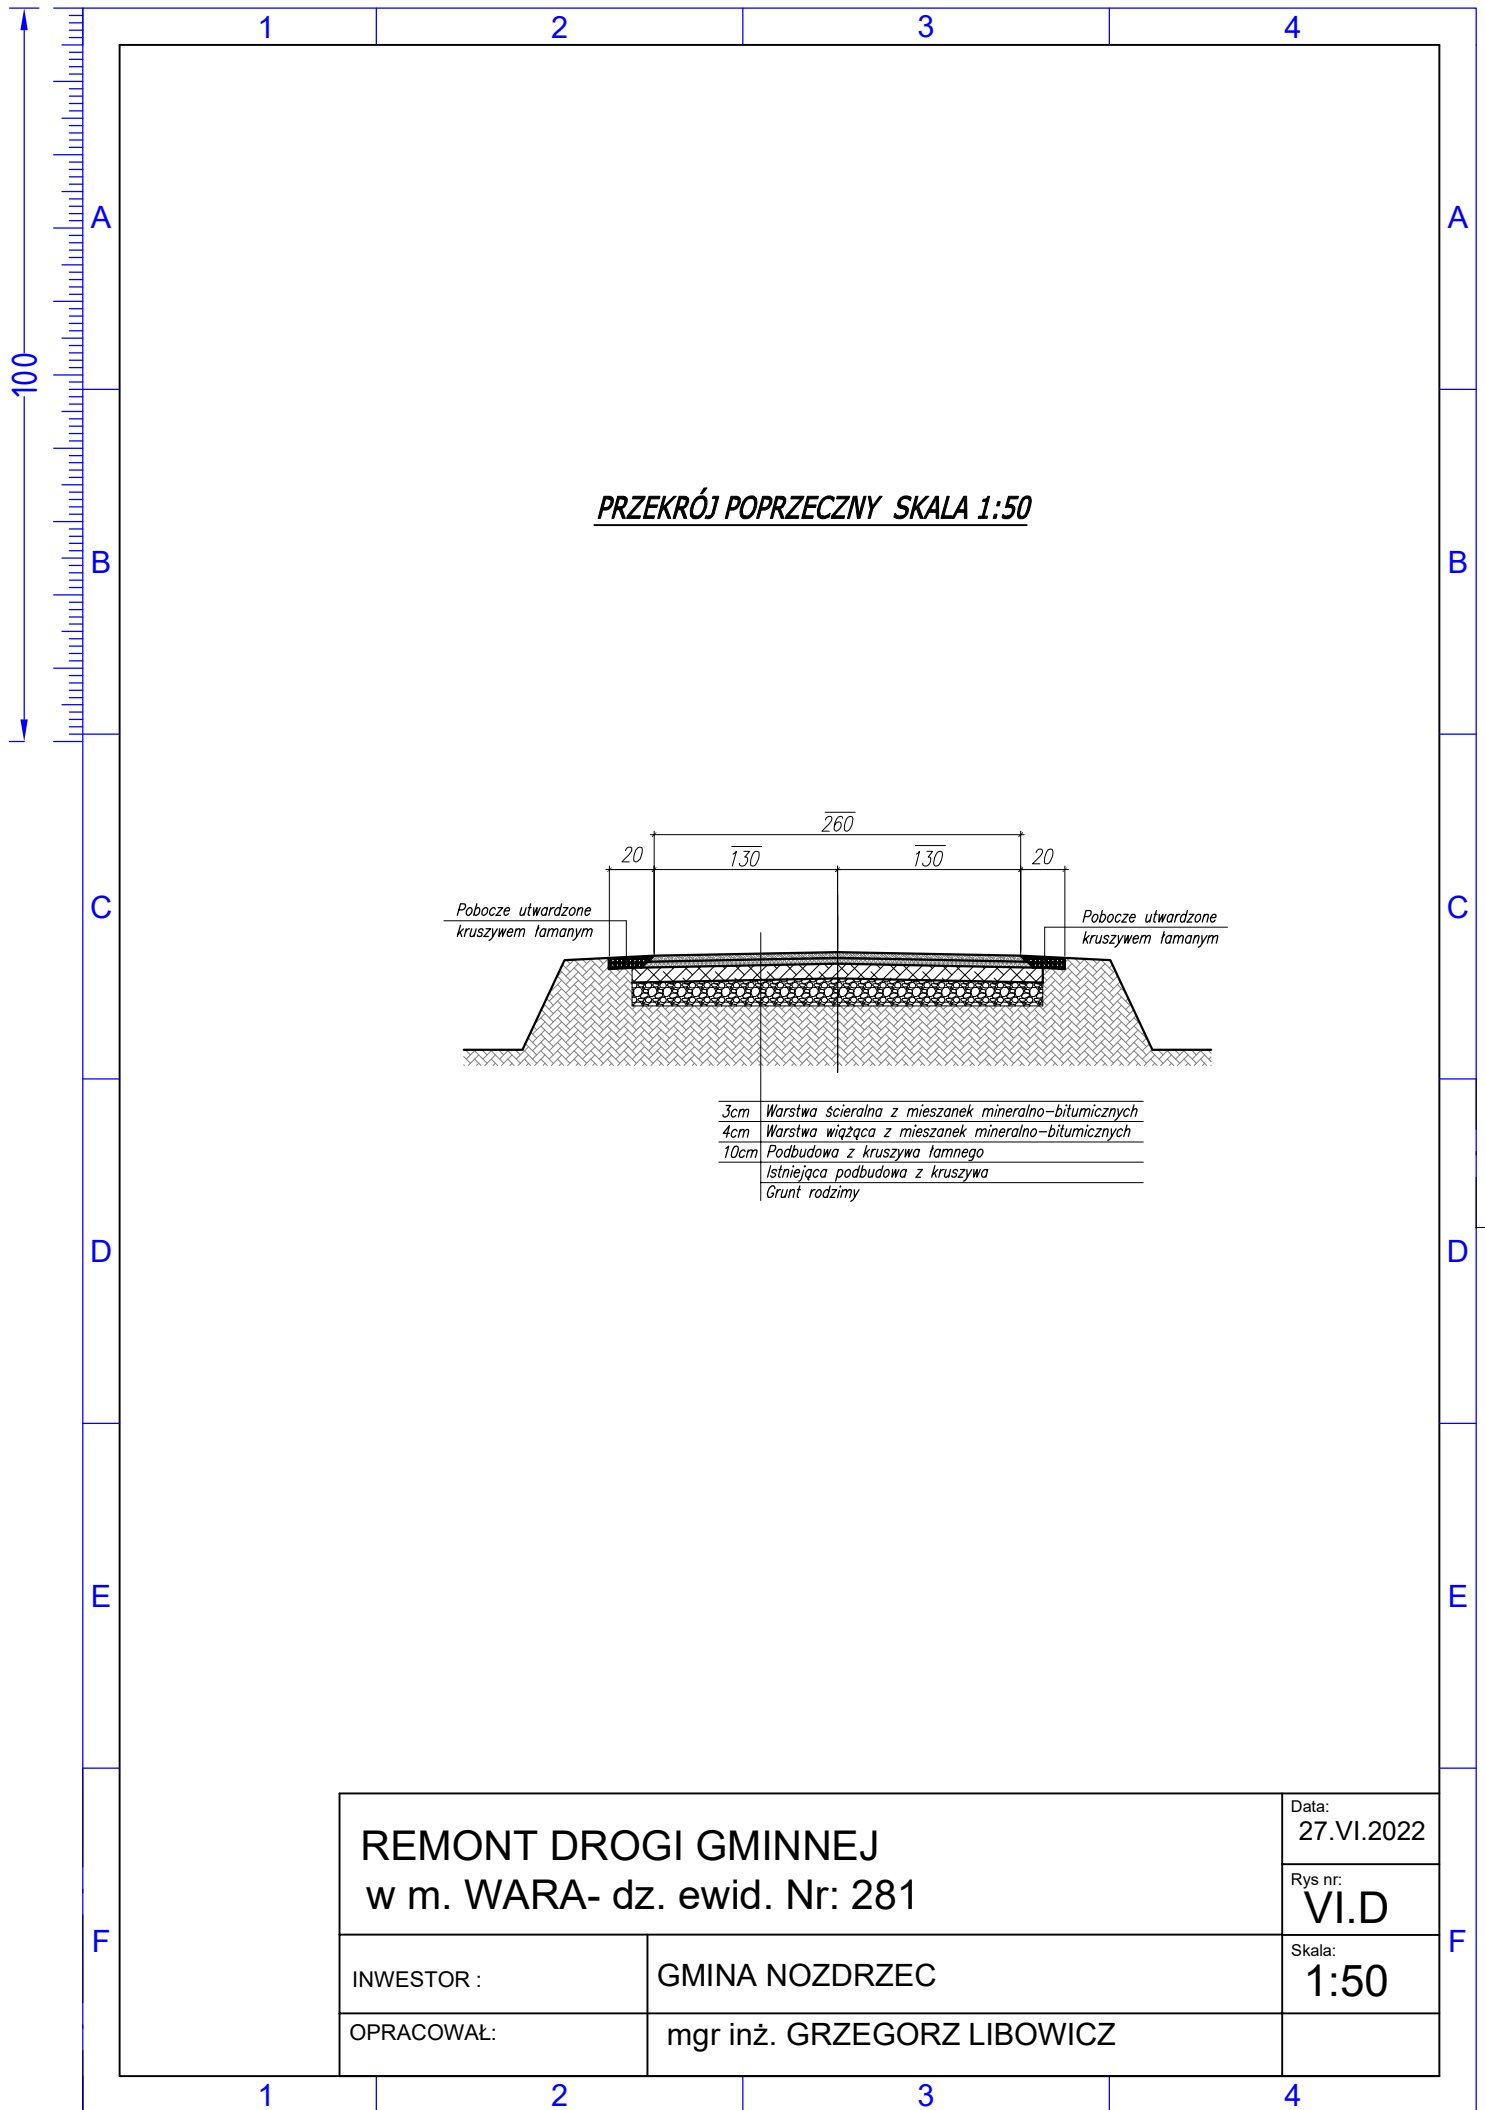 1 2 3 4
100
A A
PRZEKRÓJ POPRZECZNY SKALA 1:50
B B
260
20 130 130 20
C C
Pobocze utwardzone
kruszywem łamanym
Pobocze utwardzone
kruszywem łamanym
3cm Warstwa ścieralna z mieszanek mineralno-bitumicznych
4cm Warstwa wiążąca z mieszanek mineralno-bitumicznych
10cm Podbudowa z kruszywa łamnego
Istniejąca podbudowa z kruszywa
Grunt rodzimy
D D
E E
REMONT DROGI GMINNEJ
w m. WARA- dz. ewid. Nr: 281
Data:
27.VI.2022
Rys nr:
VI.D
F F
INWESTOR :
GMINA NOZDRZEC
Skala:
1:50
OPRACOWAŁ:
mgr inż. GRZEGORZ LIBOWICZ
1 2 3 4